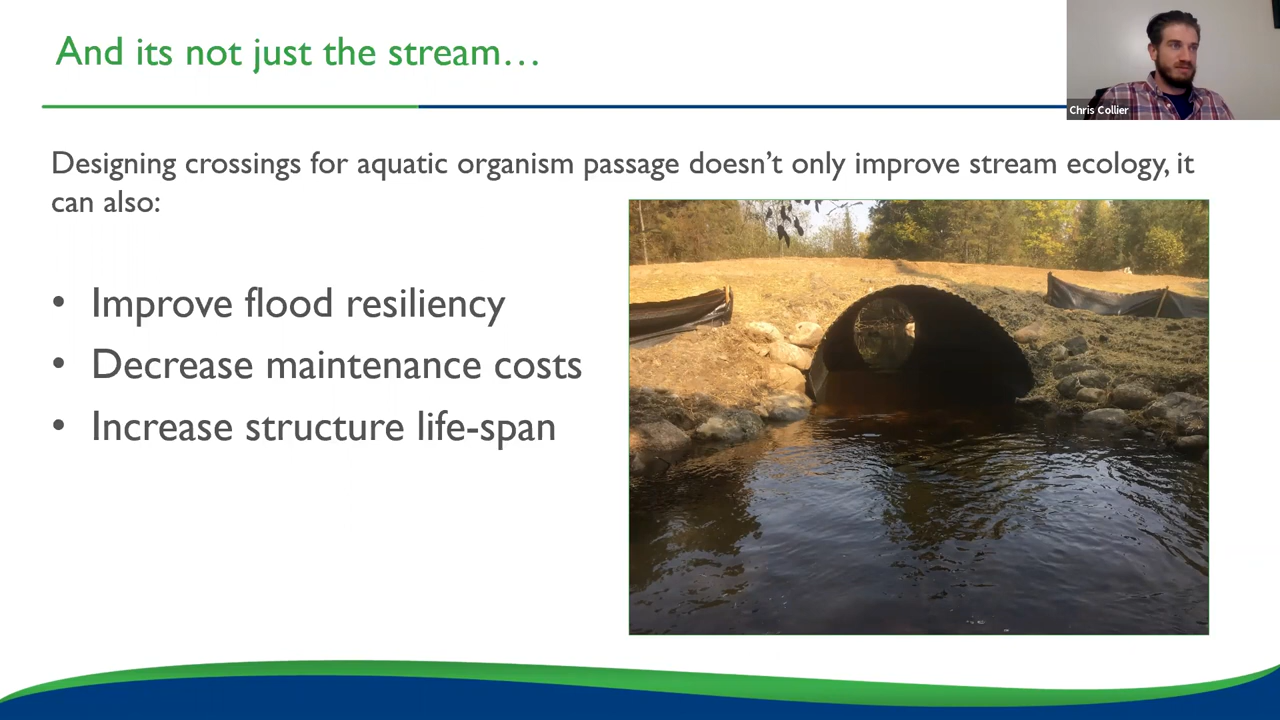 And its not just the stream…
Chris Collier
Designing crossings for aquatic organism passage doesn’t only improve stream ecology, it
can also:
• Improve flood resiliency
• Decrease maintenance costs
• Increase structure life-span